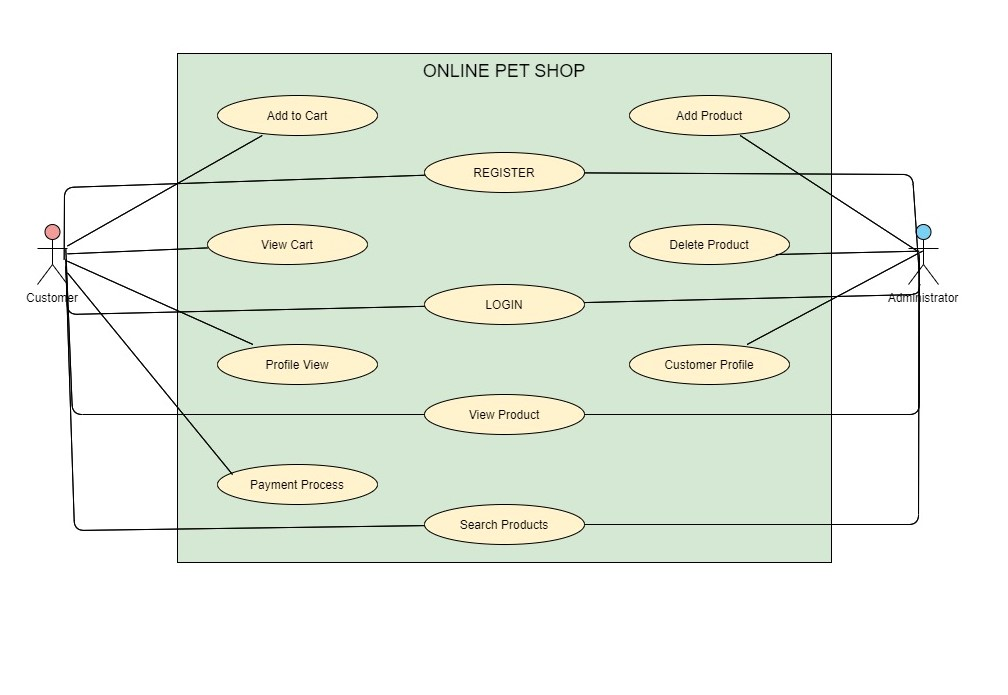 ONLINE PET SHOP
Add to Cart
Add Product
REGISTER
View Cart
Delete Product
Customer
LOGIN
Administrator
Profile View
Customer Profile
View Product
Payment Process
Search Products